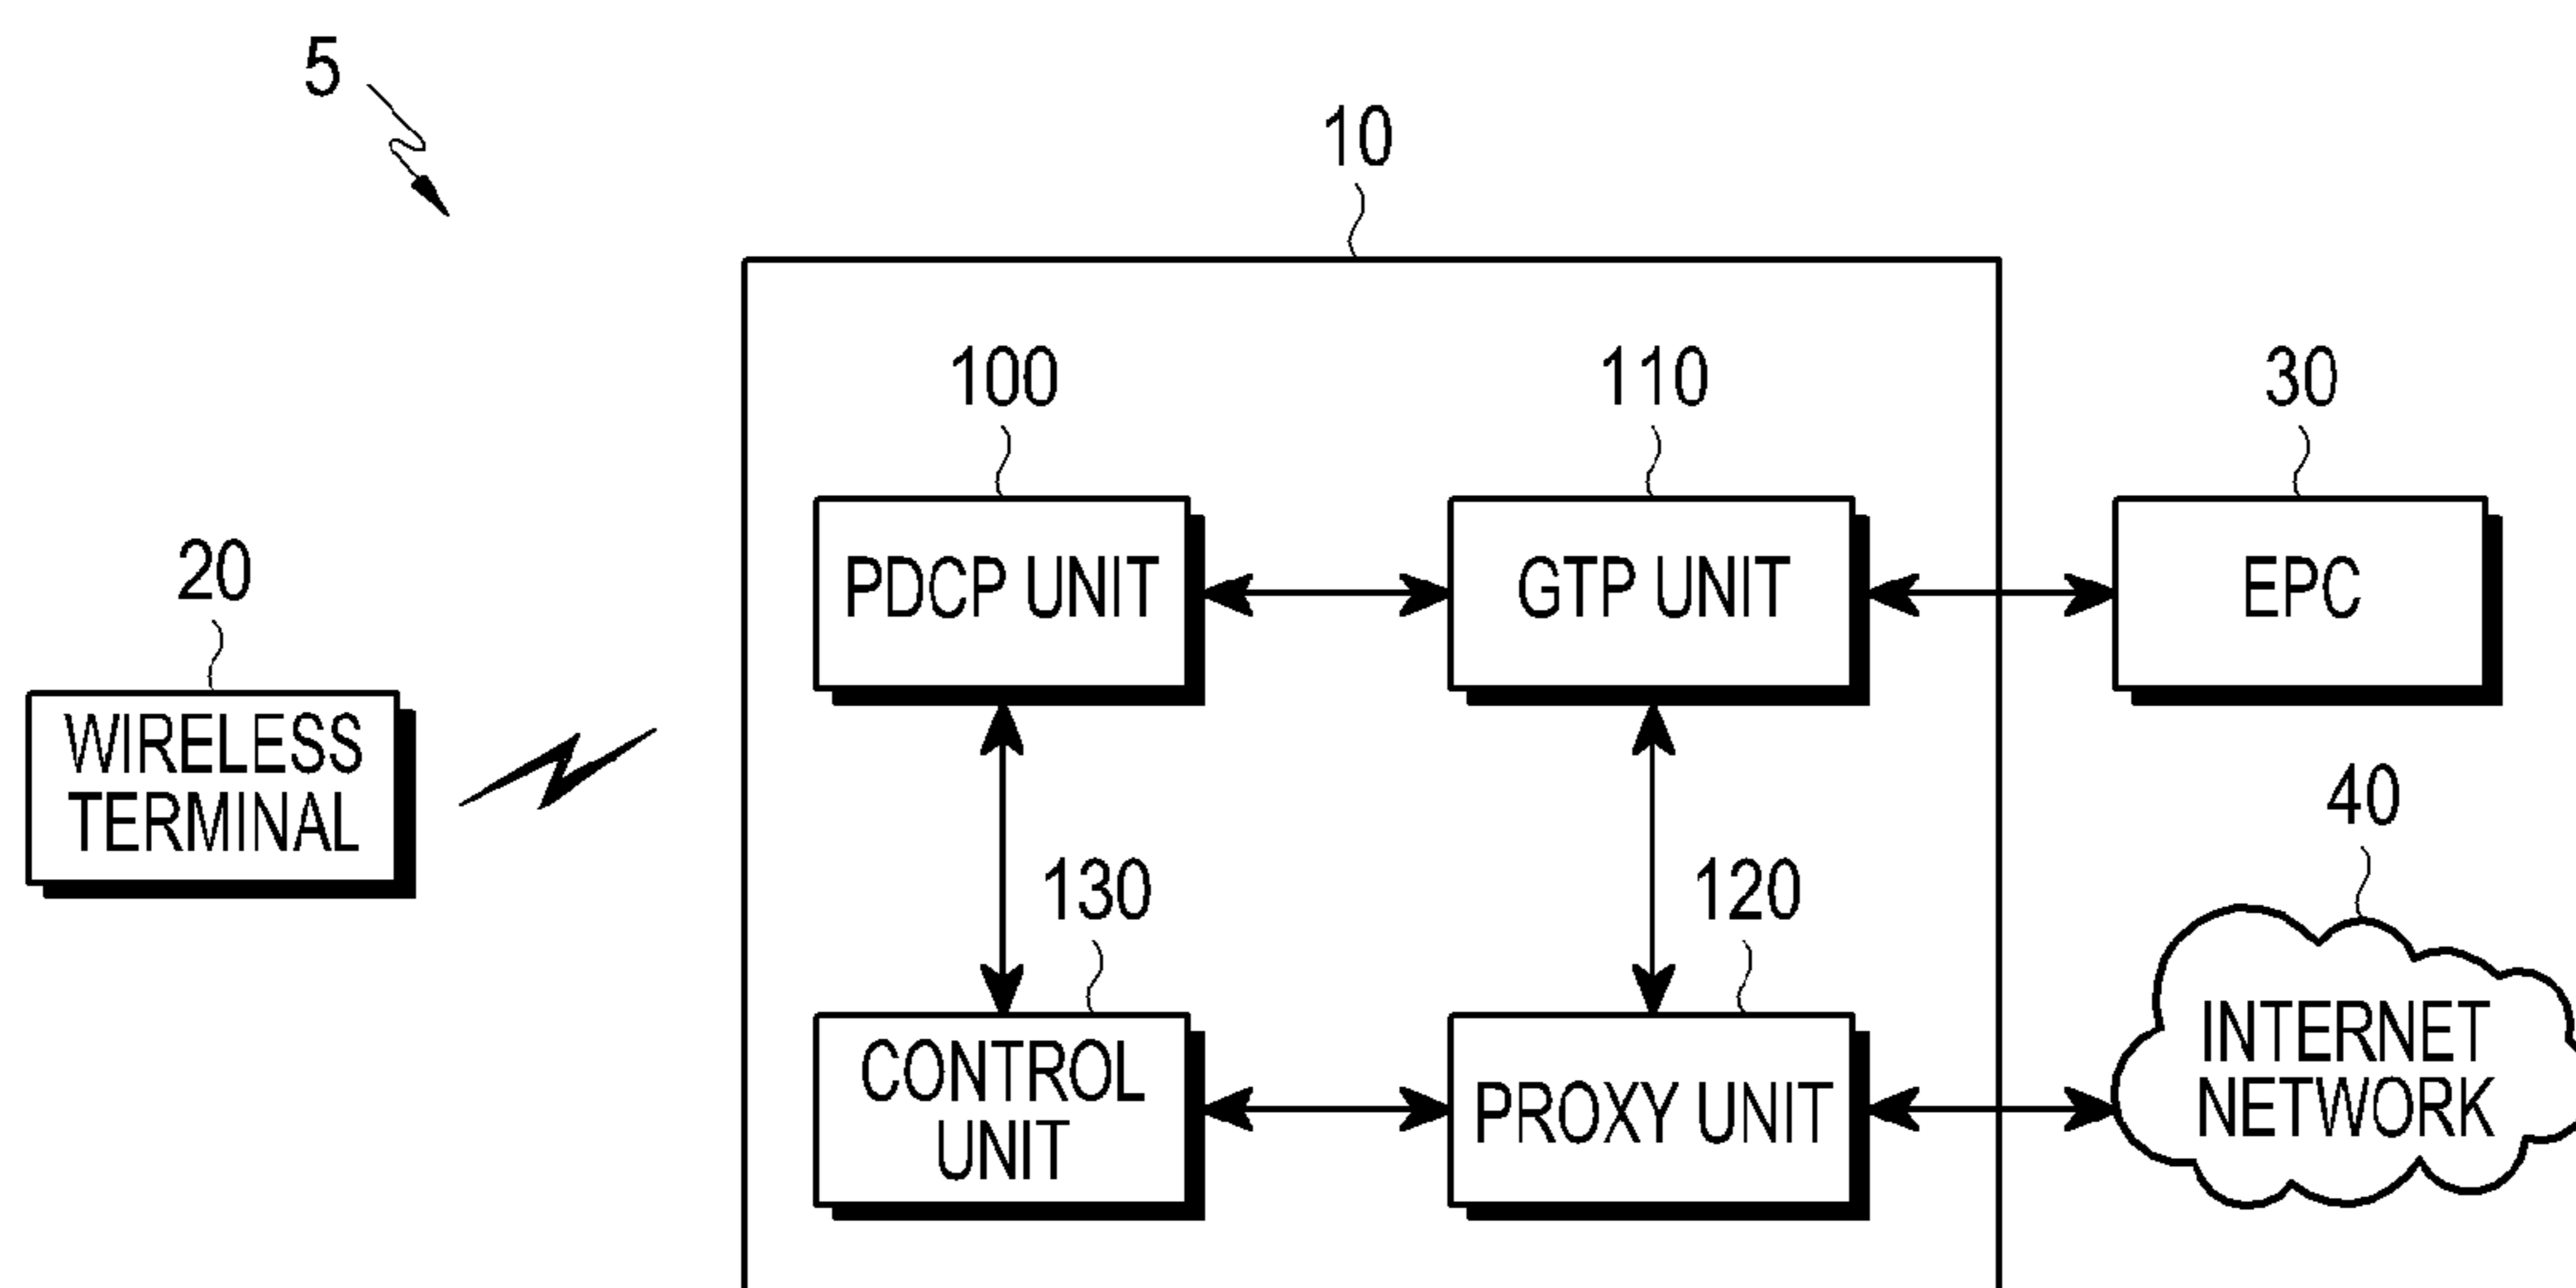 5
10
100
110
30
PDCP UNIT
GTP UNIT
EPC
20
WIRELESS
TERMINAL
40
130
120
CONTROL
UNIT
PROXY UNIT
INTERNET
NETWORK